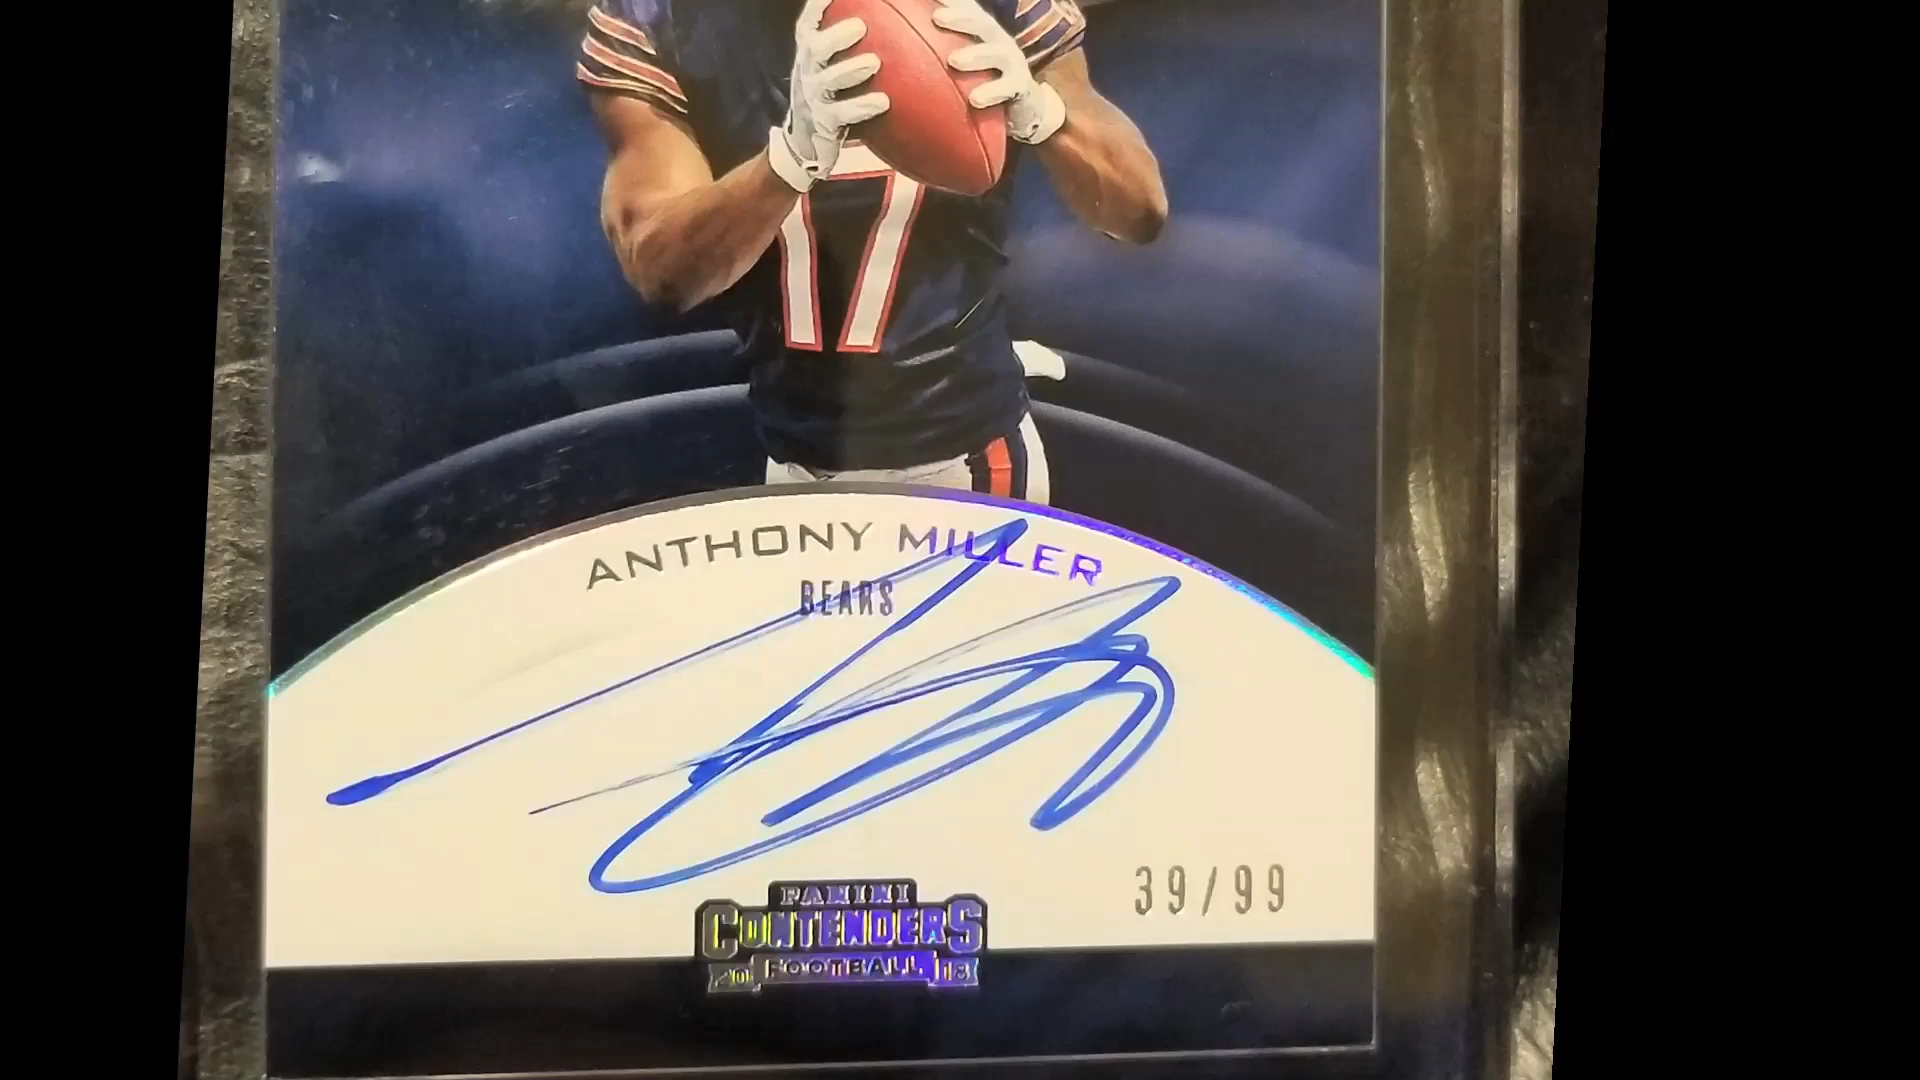 17
ANTHONY MILLER
BEARS
39/99
PANINI
CONTENDERS
20 FOOTBALL 18